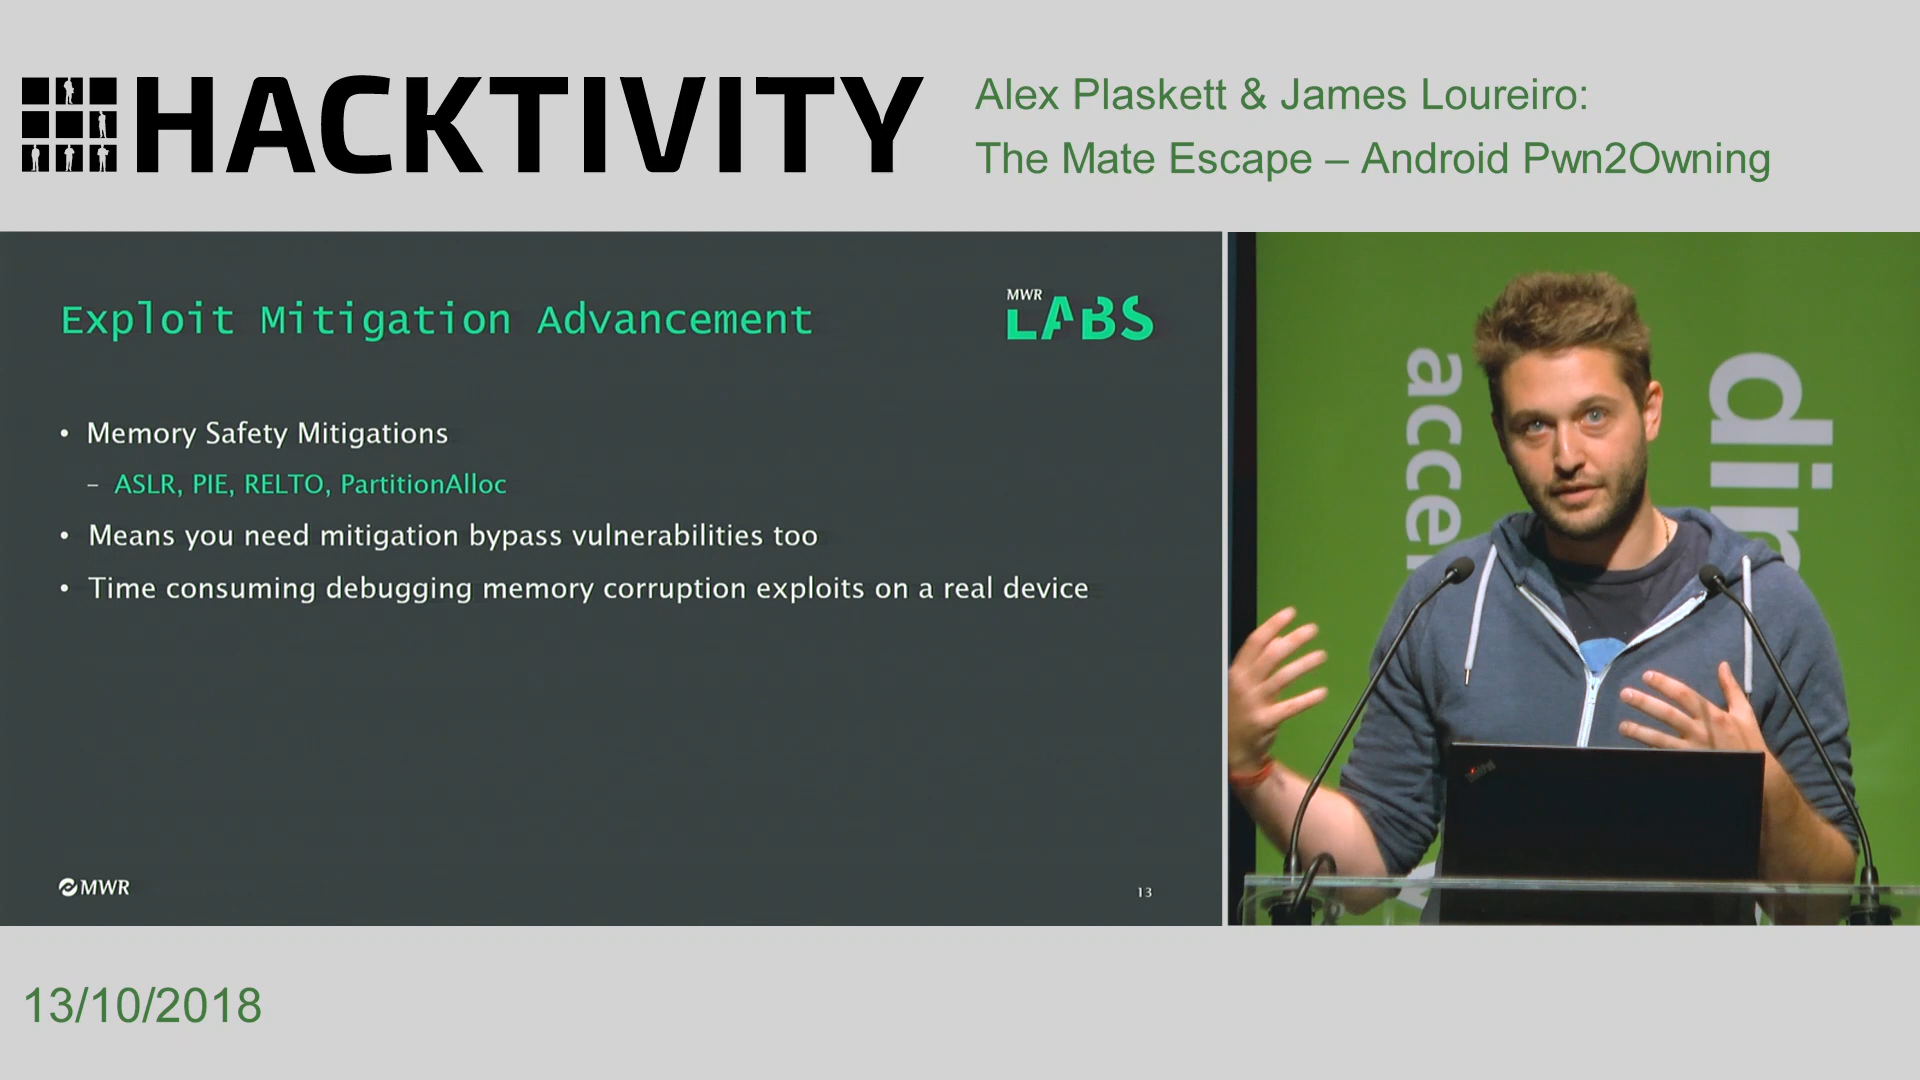 HACKTIVITY
Alex Plaskett & James Loureiro:
The Mate Escape – Android Pwn2Owning
Exploit Mitigation Advancement
MWR
LABS
• Memory Safety Mitigations
– ASLR, PIE, RELTO, PartitionAlloc
• Means you need mitigation bypass vulnerabilities too
• Time consuming debugging memory corruption exploits on a real device
MWR
13
accel
din
13/10/2018